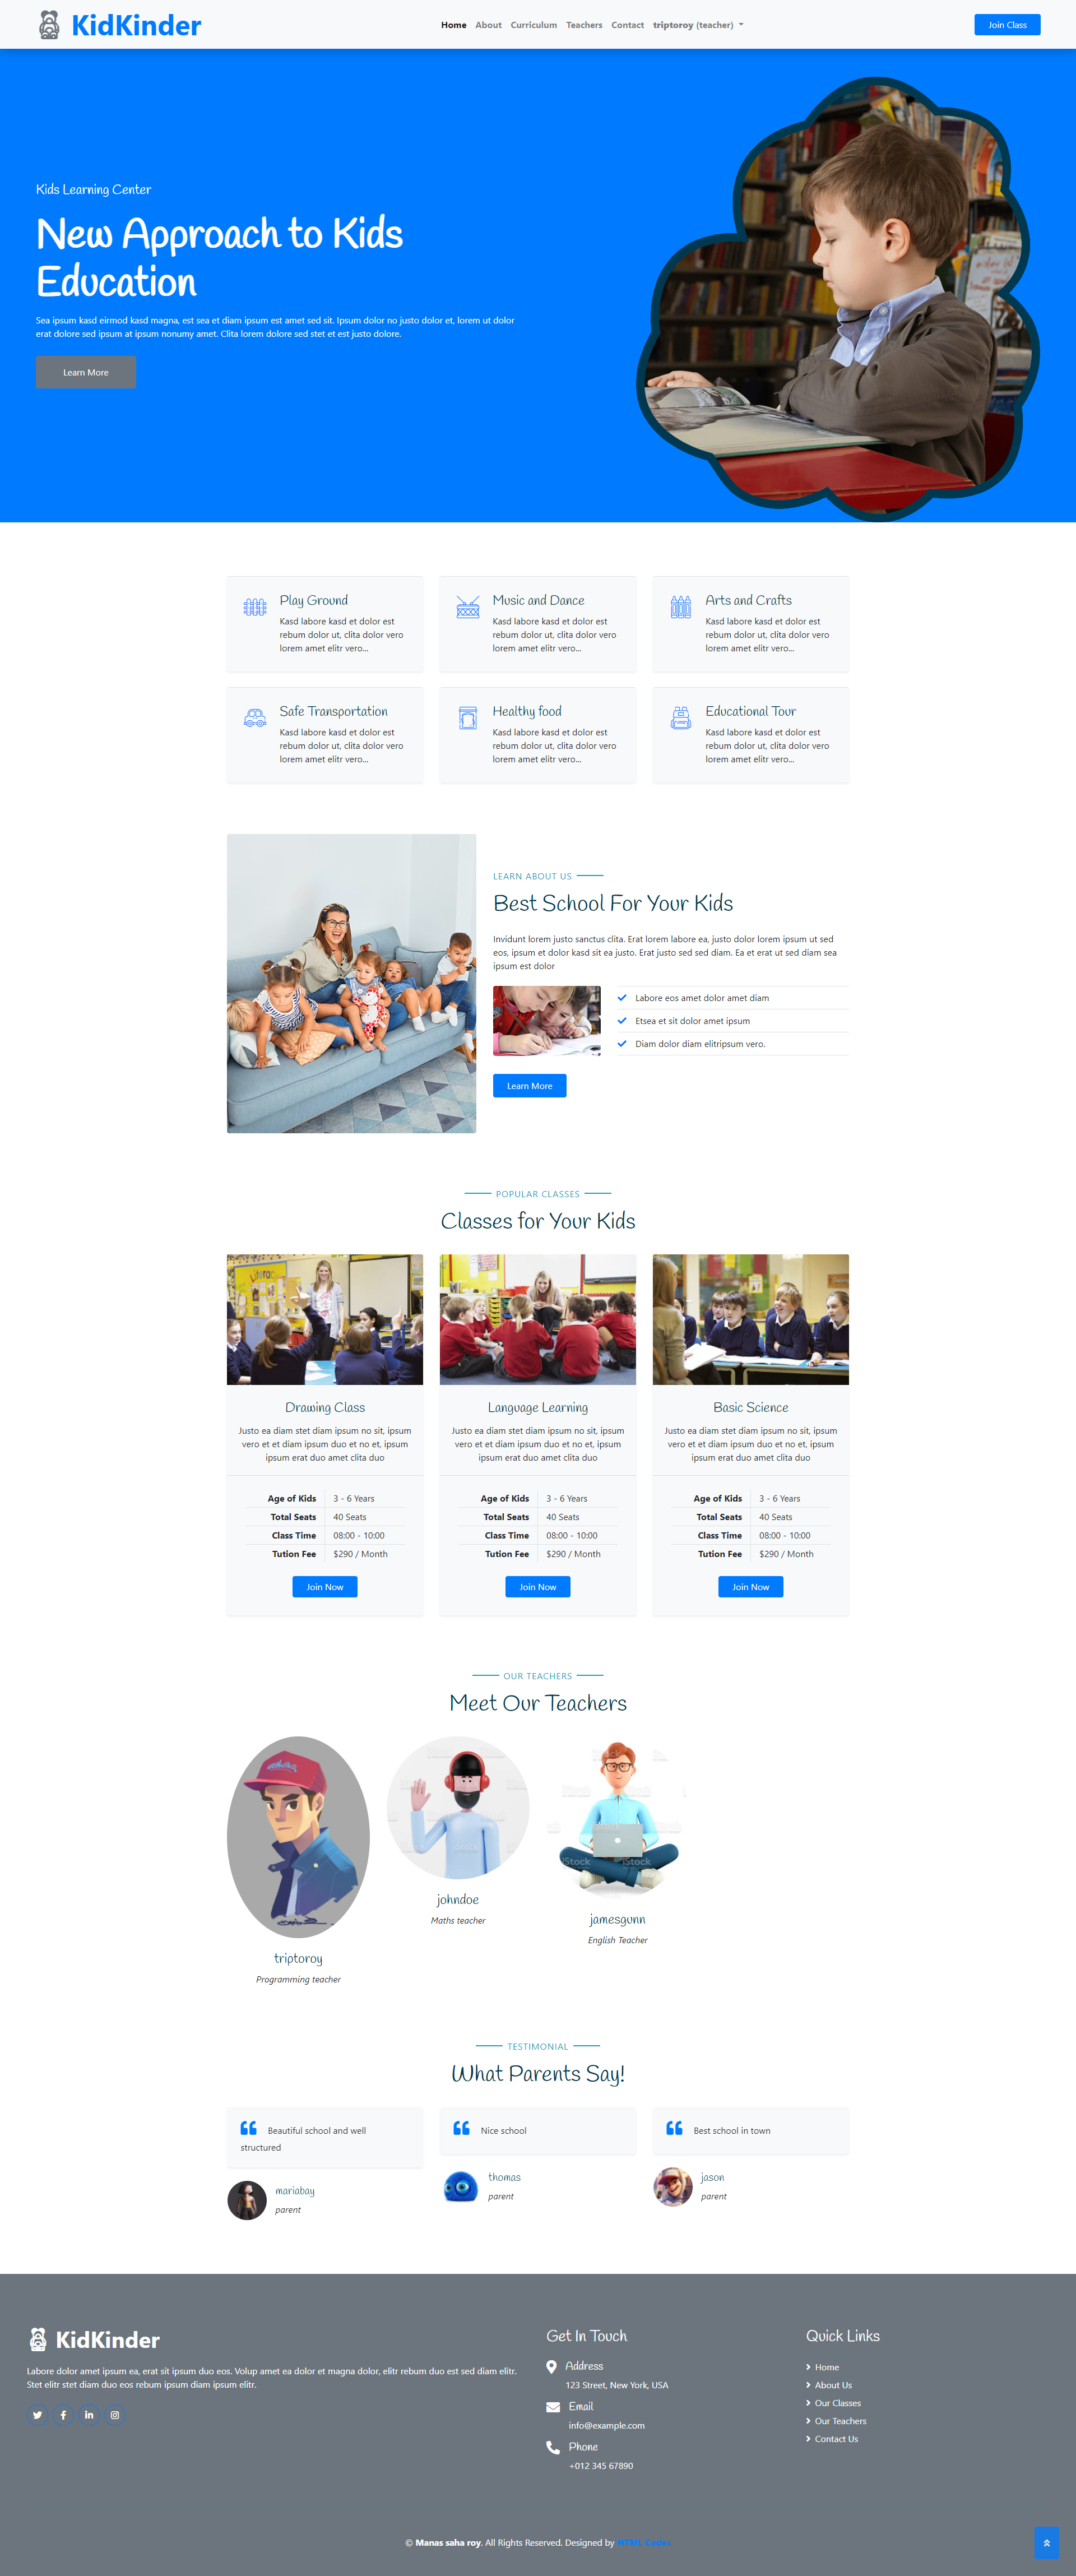 KidKinder
Home About Curriculum Teachers Contact triptoroy (teacher)
Join Class
Kids Learning Center
New Approach to Kids
Education
Sea ipsum kasd eirmod kasd magna, est sea et diam ipsum est amet sed sit. Ipsum dolor no justo dolor et, lorem ut dolor
erat dolore sed ipsum at ipsum nonumy amet. Clita lorem dolore sed stet et est justo dolore.
Learn More
Play Ground
Kasd labore kasd et dolor est
rebum dolor ut, clita dolor vero
lorem amet elitr vero...
Music and Dance
Kasd labore kasd et dolor est
rebum dolor ut, clita dolor vero
lorem amet elitr vero...
Arts and Crafts
Kasd labore kasd et dolor est
rebum dolor ut, clita dolor vero
lorem amet elitr vero...
Safe Transportation
Kasd labore kasd et dolor est
rebum dolor ut, clita dolor vero
lorem amet elitr vero...
Healthy food
Kasd labore kasd et dolor est
rebum dolor ut, clita dolor vero
lorem amet elitr vero...
Educational Tour
Kasd labore kasd et dolor est
rebum dolor ut, clita dolor vero
lorem amet elitr vero...
LEARN ABOUT US
Best School For Your Kids
Invidunt lorem justo sanctus clita. Erat lorem labore ea, justo dolor lorem ipsum ut sed
eos, ipsum et dolor kasd sit ea justo. Erat justo sed sed diam. Ea et erat ut sed diam sea
ipsum est dolor
Labore eos amet dolor amet diam
Etsea et sit dolor amet ipsum
Diam dolor diam elitripsum vero.
Learn More
POPULAR CLASSES
Classes for Your Kids
Drawing Class
Justo ea diam stet diam ipsum no sit, ipsum
vero et et diam ipsum duo et no et, ipsum
ipsum erat duo amet clita duo
Age of Kids 3 - 6 Years
Total Seats 40 Seats
Class Time 08:00 - 10:00
Tution Fee $290 / Month
Join Now
Language Learning
Justo ea diam stet diam ipsum no sit, ipsum
vero et et diam ipsum duo et no et, ipsum
ipsum erat duo amet clita duo
Age of Kids 3 - 6 Years
Total Seats 40 Seats
Class Time 08:00 - 10:00
Tution Fee $290 / Month
Join Now
Basic Science
Justo ea diam stet diam ipsum no sit, ipsum
vero et et diam ipsum duo et no et, ipsum
ipsum erat duo amet clita duo
Age of Kids 3 - 6 Years
Total Seats 40 Seats
Class Time 08:00 - 10:00
Tution Fee $290 / Month
Join Now
OUR TEACHERS
Meet Our Teachers
triptoroy
Programming teacher
iStock
johndoe
Maths teacher
iStock
iStock
jamesgunn
English Teacher
TESTIMONIAL
What Parents Say!
Beautiful school and well
structured
mariabay
parent
Nice school
thomas
parent
Best school in town
jason
parent
KidKinder
Labore dolor amet ipsum ea, erat sit ipsum duo eos. Volup amet ea dolor et magna dolor, elitr rebum duo est sed diam elitr.
Stet elitr stet diam duo eos rebum ipsum diam ipsum elitr.
Get In Touch
Address
123 Street, New York, USA
Email
info@example.com
Phone
+012 345 67890
Quick Links
Home
About Us
Our Classes
Our Teachers
Contact Us
© Manas saha roy. All Rights Reserved. Designed by HTML Codex